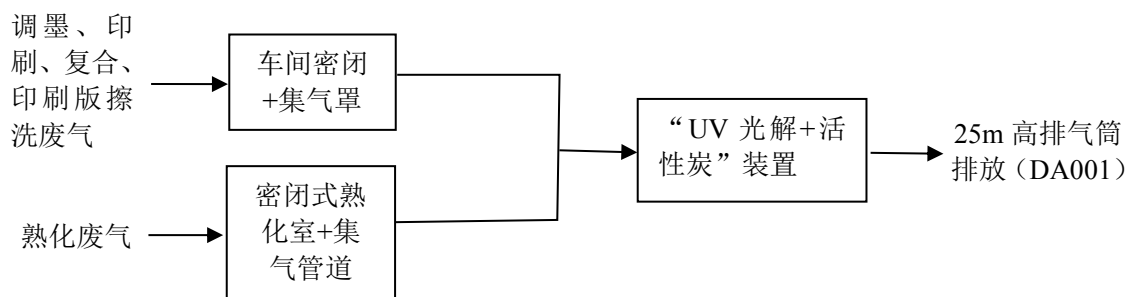 调墨、印
刷、复合、
印刷版擦
洗废气
车间密闭
+集气罩
熟化废气
密闭式熟
化室+集
气管道
“UV 光解+活
性炭”装置
25m 高排气筒
排放（DA001）